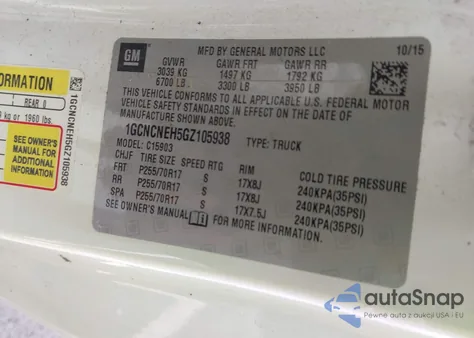 GM
MFD BY GENERAL MOTORS LLC
10/15
GVWR GAWR FRT GAWR RR
3039 KG 1497 KG 1792 KG
6700 LB 3300 LB 3950 LB
THIS VEHICLE CONFORMS TO ALL APPLICABLE U.S. FEDERAL MOTOR
VEHICLE SAFETY STANDARDS IN EFFECT ON THE DATE OF
MANUFACTURE SHOWN ABOVE.
1GCNCNEH5GZ105938 TYPE: TRUCK
MODEL: C15903
CHJF TIRE SIZE SPEED RTG RIM COLD TIRE PRESSURE
FRT P255/70R17 S 17X8J 240KPA(35PSI)
RR P255/70R17 S 17X8J 240KPA(35PSI)
SPA P255/70R17 S 17X7.5J 240KPA(35PSI)
SEE OWNER'S MANUAL FOR MORE INFORMATION
FORMATION
REAR 0
kg or 1960 lbs.
SEE OWNER'S
MANUAL FOR
ADDITIONAL
INFORMATION
1GCNCNEH5GZ105938
autoSnap
Pewne auto z aukcji USA i EU